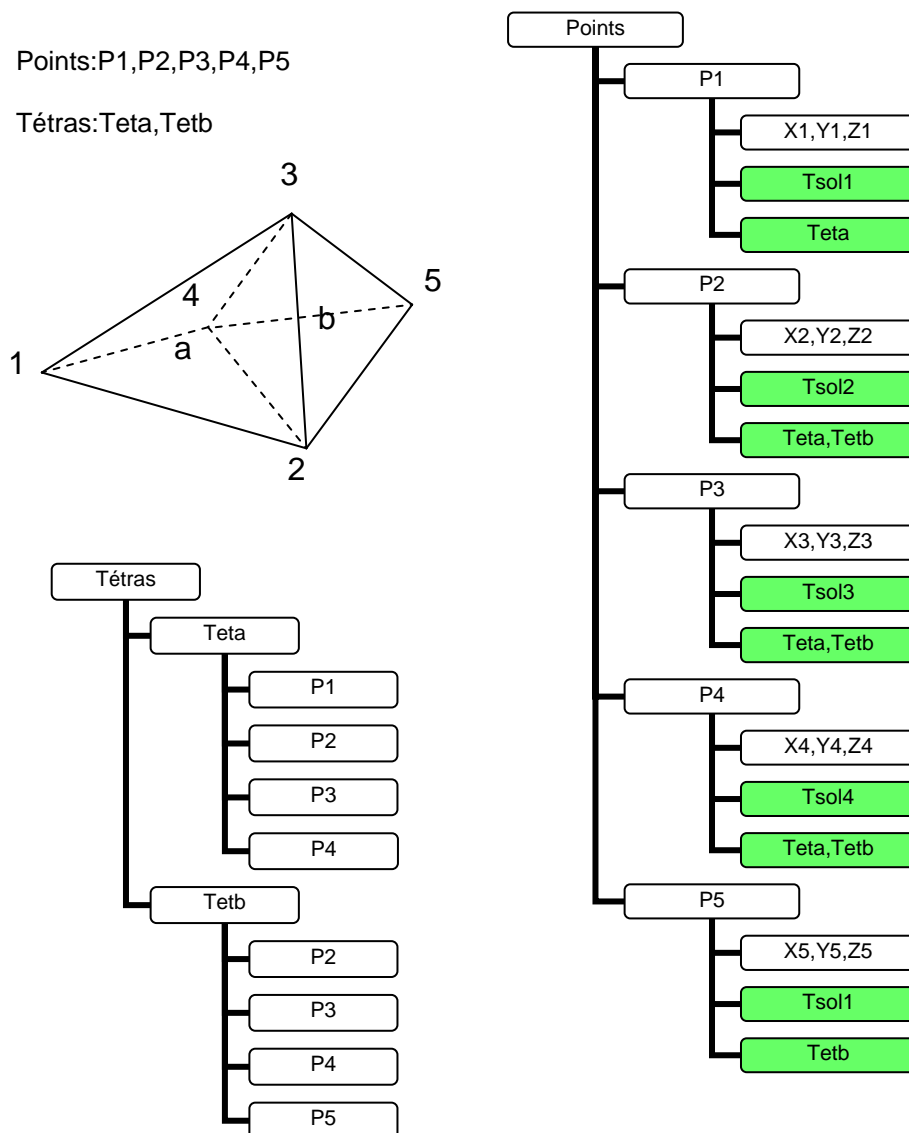 Points:P1,P2,P3,P4,P5
Tétras:Teta,Tetb
3
4
5
1
a
b
2
Tétras
Teta
P1
P2
P3
P4
Tetb
P2
P3
P4
P5
Points
P1
X1,Y1,Z1
Tsol1
Teta
P2
X2,Y2,Z2
Tsol2
Teta,Tetb
P3
X3,Y3,Z3
Tsol3
Teta,Tetb
P4
X4,Y4,Z4
Tsol4
Teta,Tetb
P5
X5,Y5,Z5
Tsol1
Tetb